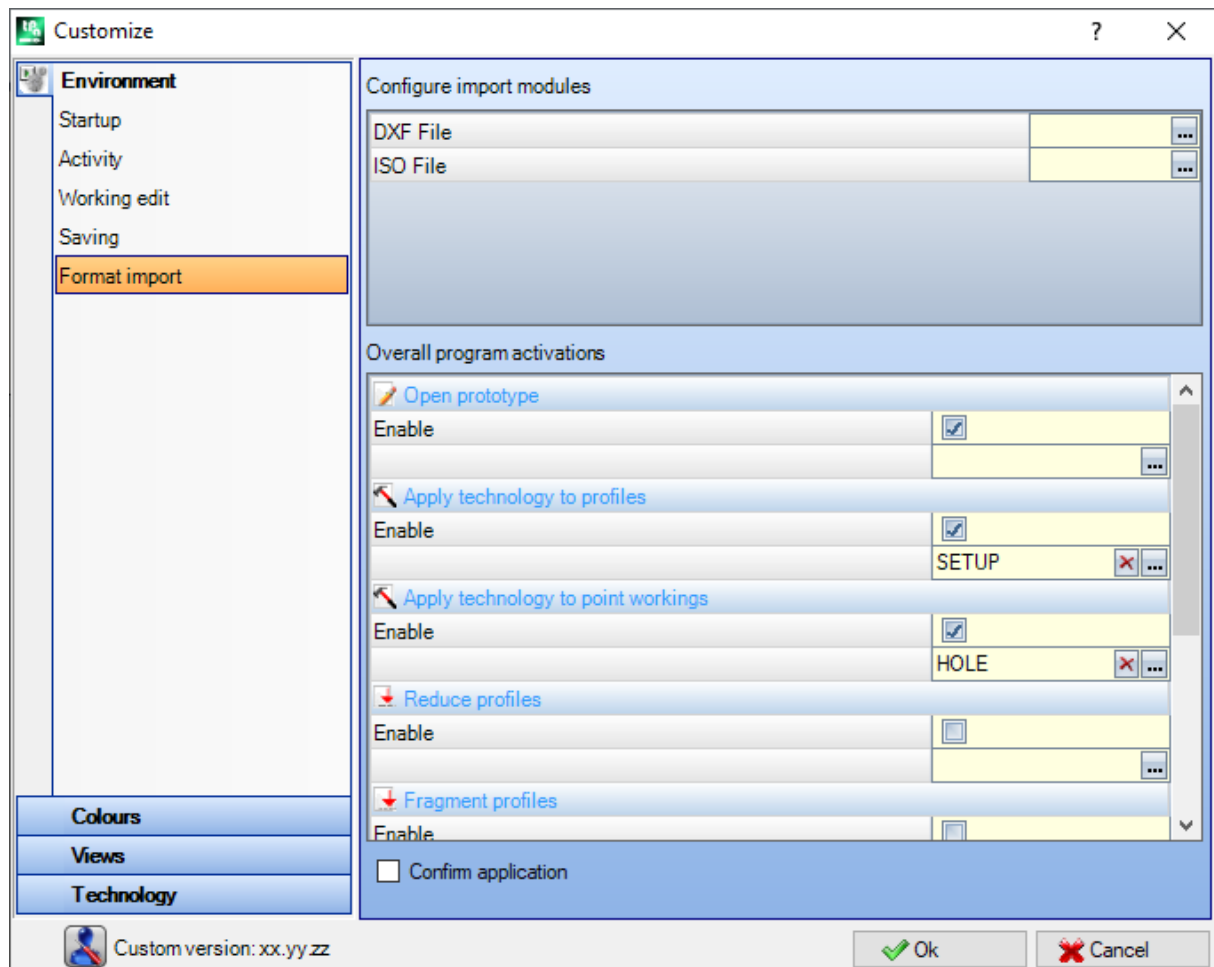 Customize ?
Environment
Startup
Activity
Working edit
Saving
Format import
Colours
Views
Technology
Configure import modules
DXF File ...
ISO File ...
Overall program activations
Open prototype
Enable
...
Apply technology to profiles
Enable
SETUP ...
Apply technology to point workings
Enable
HOLE ...
Reduce profiles
Enable
...
Fragment profiles
Enable
Confirm application
Custom version: xx.yy.zz
Ok
Cancel